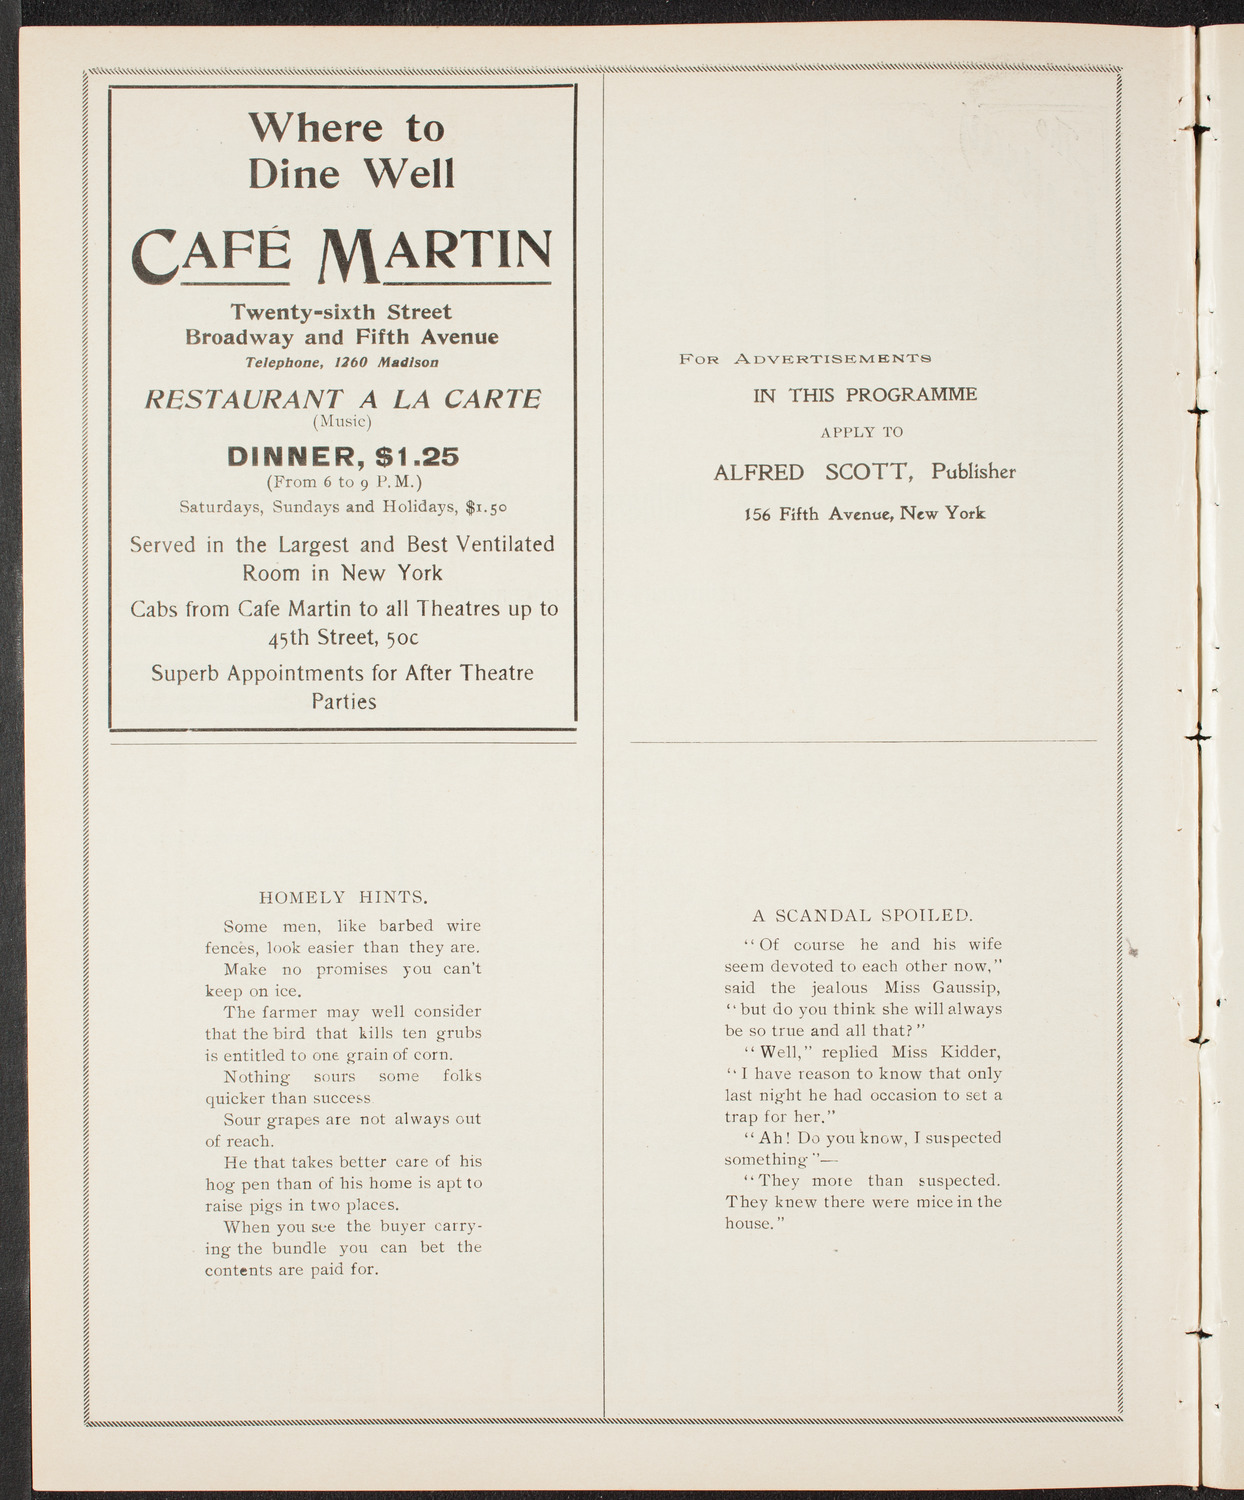 Where to
Dine Well
CAFÉ MARTIN
Twenty-sixth Street
Broadway and Fifth Avenue
Telephone, 1260 Madison
RESTAURANT A LA CARTE
(Music)
DINNER, $1.25
(From 6 to 9 P.M.)
Saturdays, Sundays and Holidays, $1.50
Served in the Largest and Best Ventilated
Room in New York
Cabs from Cafe Martin to all Theatres up to
45th Street, 50c
Superb Appointments for After Theatre
Parties
HOMELY HINTS.
Some men, like barbed wire
fences, look easier than they are.
Make no promises you can't
keep on ice.
The farmer may well consider
that the bird that kills ten grubs
is entitled to one grain of corn.
Nothing sours some folks
quicker than success
Sour grapes are not always out
of reach.
He that takes better care of his
hog pen than of his home is apt to
raise pigs in two places.
When you see the buyer carry-
ing the bundle you can bet the
contents are paid for.
FOR ADVERTISEMENTS
IN THIS PROGRAMME
APPLY TO
ALFRED SCOTT, Publisher
156 Fifth Avenue, New York
A SCANDAL SPOILED.
“Of course he and his wife
seem devoted to each other now,”
said the jealous Miss Gaussip,
“but do you think she will always
be so true and all that?”
“Well,” replied Miss Kidder,
“I have reason to know that only
last night he had occasion to set a
trap for her.”
“Ah! Do you know, I suspected
something”—
“They more than suspected.
They knew there were mice in the
house.”